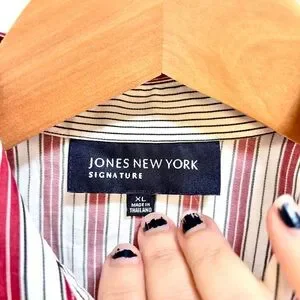 JONES NEW YORK
SIGNATURE
XL
MADE IN
THAILAND